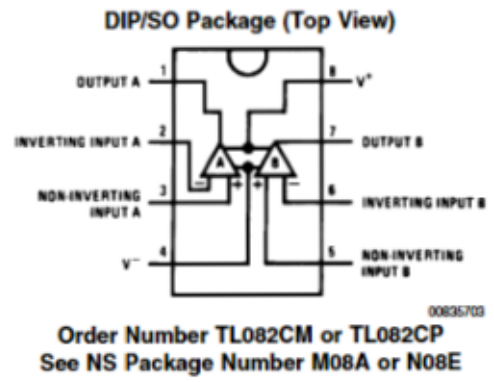 DIP/SO Package (Top View)
1
OUTPUT A
8
V+
2
INVERTING INPUT A
7
OUTPUT B
A
B
- + + -
3
NON-INVERTING
INPUT A
6
INVERTING INPUT B
4
V-
5
NON-INVERTING
INPUT B
00835703
Order Number TL082CM or TL082CP
See NS Package Number M08A or N08E